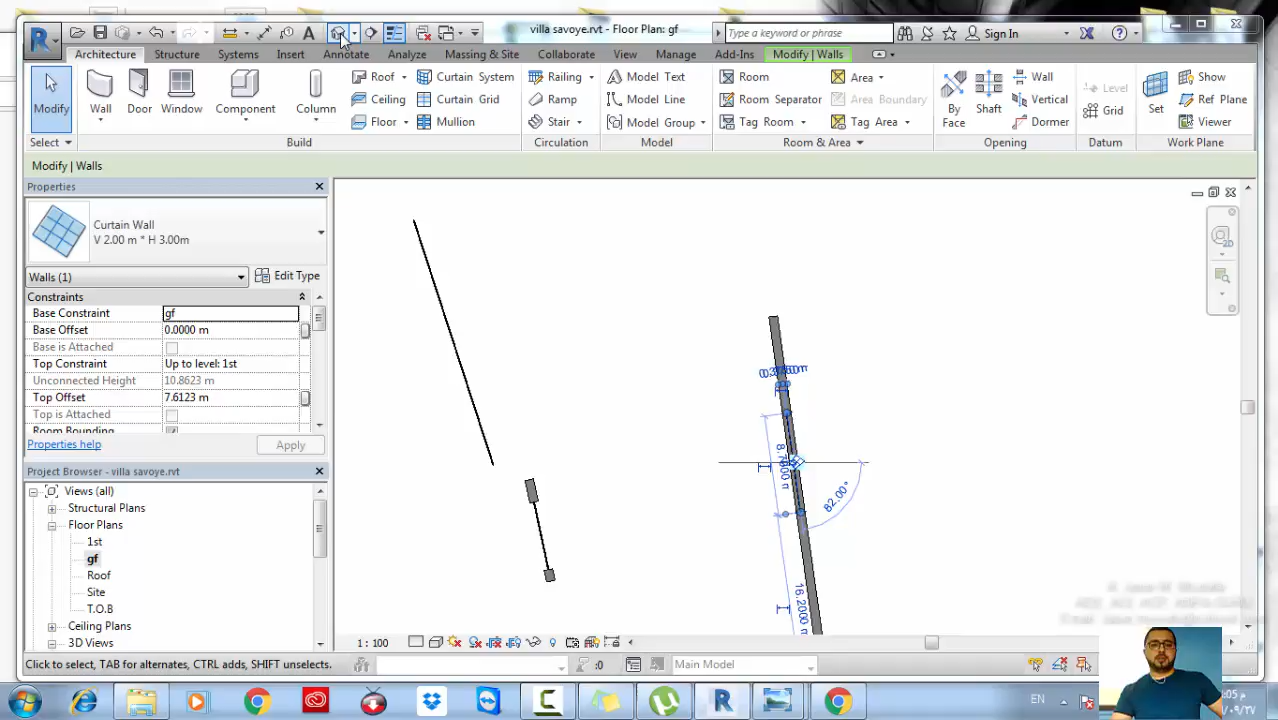 villa savoye.rvt - Floor Plan: gf
Type a keyword or phrase
Sign In
Architecture Structure Systems Insert Annotate Analyze Massing & Site Collaborate View Manage Add-Ins Modify | Walls
Modify
Wall
Door
Window
Component
Column
Roof
Ceiling
Floor
Curtain System
Curtain Grid
Mullion
Railing
Ramp
Stair
Model Text
Model Line
Model Group
Room
Room Separator
Tag Room
Area
Area Boundary
Tag Area
By Face
Shaft
Wall
Vertical
Dormer
Level
Grid
Set
Show
Ref Plane
Viewer
Select Build Circulation Model Room & Area Opening Datum Work Plane
Modify | Walls
Properties
Curtain Wall
V 2.00 m * H 3.00m
Walls (1)
Edit Type
Constraints
Base Constraint gf
Base Offset 0.0000 m
Base is Attached
Top Constraint Up to level: 1st
Unconnected Height 10.8623 m
Top Offset 7.6123 m
Top is Attached
Room Bounding
Properties help
Apply
Project Browser - villa savoye.rvt
Views (all)
Structural Plans
Floor Plans
1st
gf
Roof
Site
T.O.B
Ceiling Plans
3D Views
82.00°
16.2000 m
1 : 100
Click to select, TAB for alternates, CTRL adds, SHIFT unselects.
:0
Main Model
EN